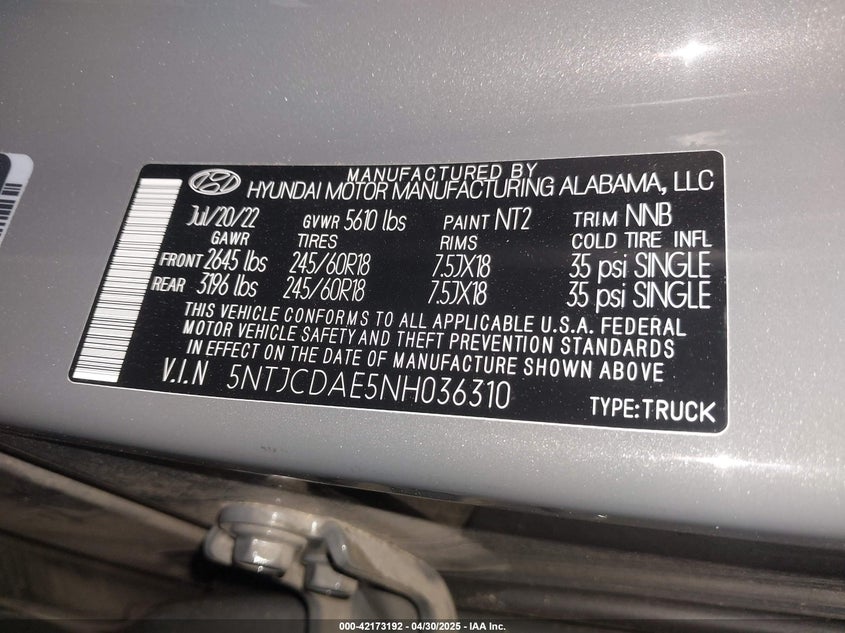 MANUFACTURED BY
HYUNDAI MOTOR MANUFACTURING ALABAMA, LLC
Jul/20/22 GVWR 5610 lbs PAINT NT2 TRIM NNB
GAWR TIRES RIMS COLD TIRE INFL
FRONT 2645 lbs 245/60R18 7.5JX18 35 psi SINGLE
REAR 3196 lbs 245/60R18 7.5JX18 35 psi SINGLE
THIS VEHICLE CONFORMS TO ALL APPLICABLE U.S.A. FEDERAL
MOTOR VEHICLE SAFETY AND THEFT PREVENTION STANDARDS
IN EFFECT ON THE DATE OF MANUFACTURE SHOWN ABOVE
V.I.N 5NTJCDAE5NH036310
TYPE:TRUCK
000-42173192 - 04/30/2025 - IAA Inc.